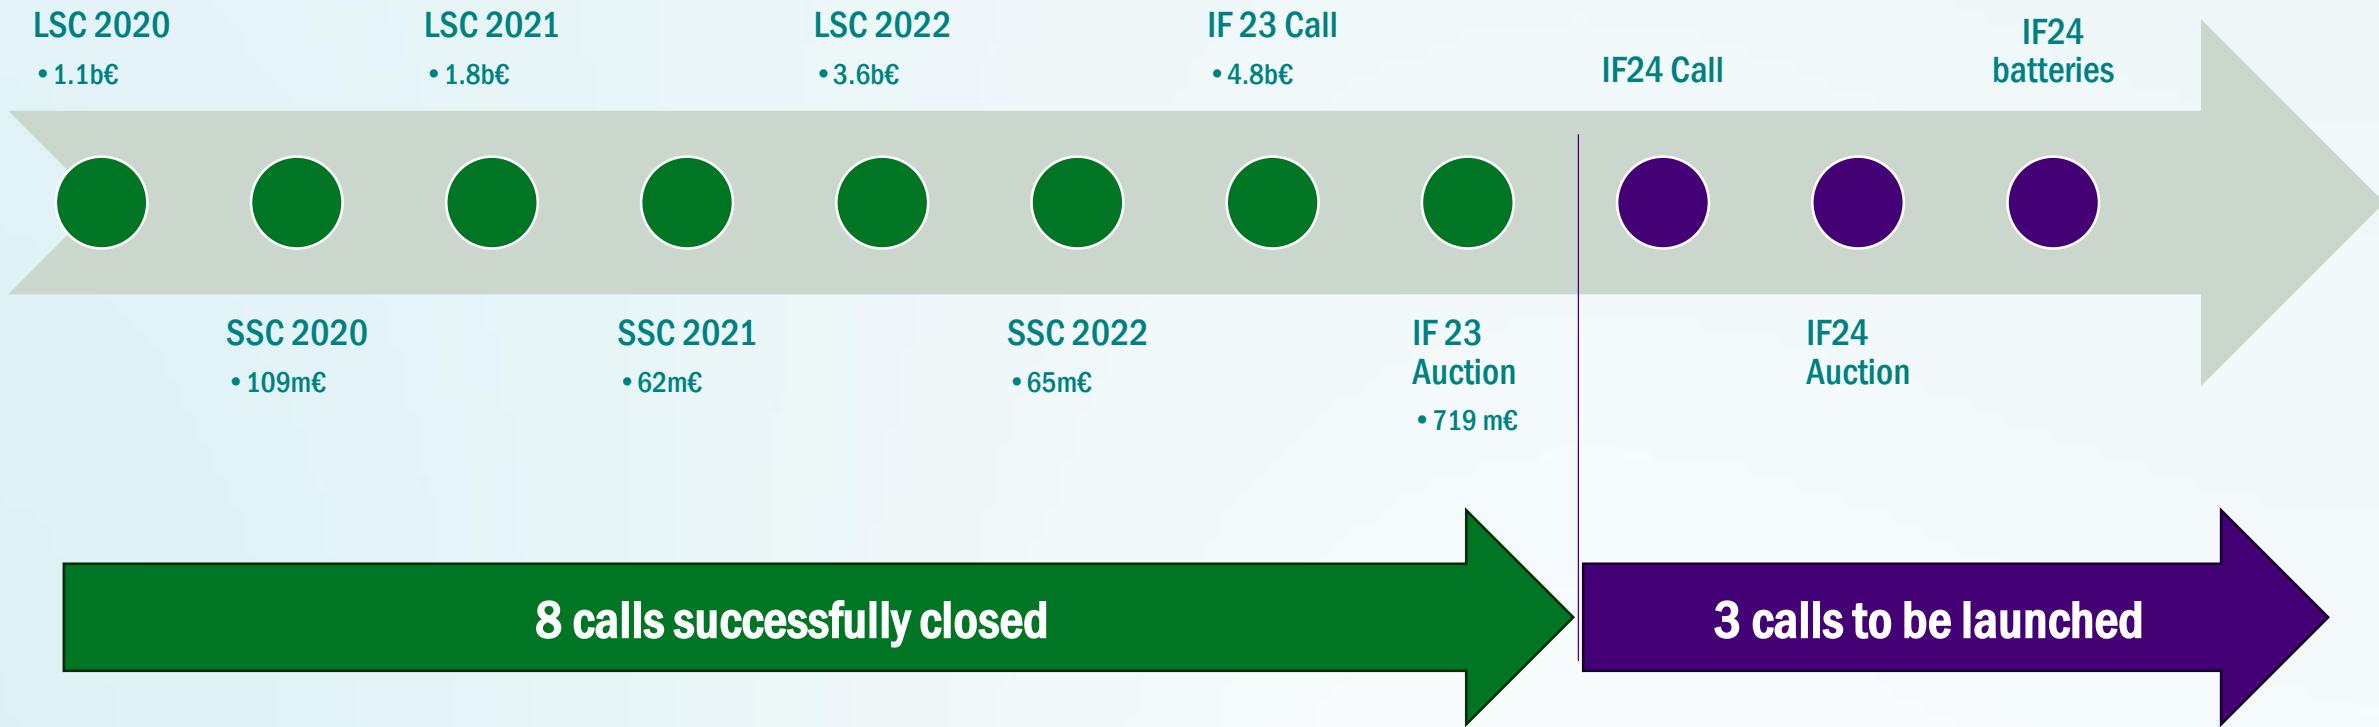 LSC 2020
• 1.1b€
LSC 2021
• 1.8b€
LSC 2022
• 3.6b€
IF 23 Call
• 4.8b€
IF24 Call
IF24
batteries
SSC 2020
• 109m€
SSC 2021
• 62m€
SSC 2022
• 65m€
IF 23
Auction
• 719 m€
IF24
Auction
8 calls successfully closed
3 calls to be launched